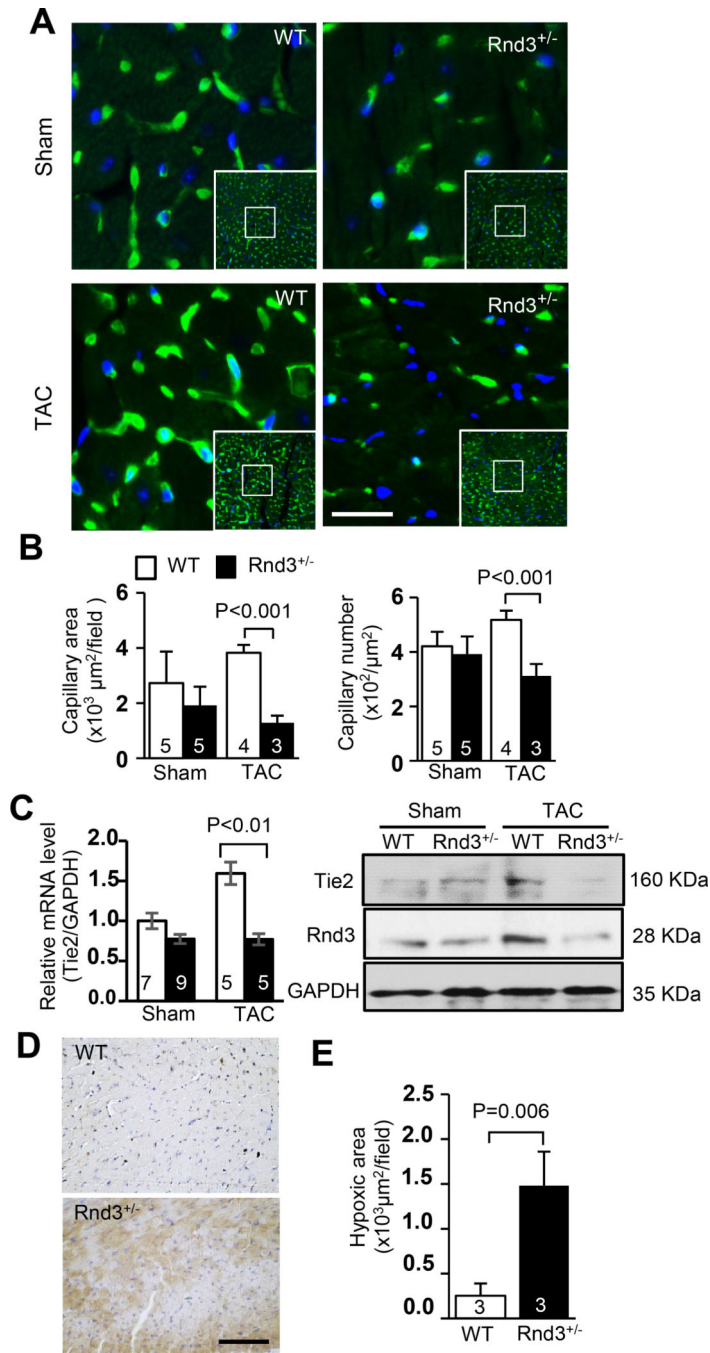 A
WT
Rnd3+/-
Sham
WT
Rnd3+/-
TAC
B
WT
Rnd3+/-
Capillary area
(x10³ µm²/field )
6
4
2
0
P<0.001
5
5
4
3
Sham
TAC
Capillary number
(x10²/µm²)
6
4
2
0
P<0.001
5
5
4
3
Sham
TAC
C
Relative mRNA level
(Tie2/GAPDH)
2.0
1.5
1.0
0.5
0.0
P<0.01
7
9
5
5
Sham
TAC
Sham
TAC
WT Rnd3+/- WT Rnd3+/-
Tie2
160 KDa
Rnd3
28 KDa
GAPDH
35 KDa
D
WT
Rnd3+/-
E
Hypoxic area
(x10³µm²/field)
2.5
2.0
1.5
1.0
0.5
0.0
P=0.006
3
3
WT
Rnd3+/-